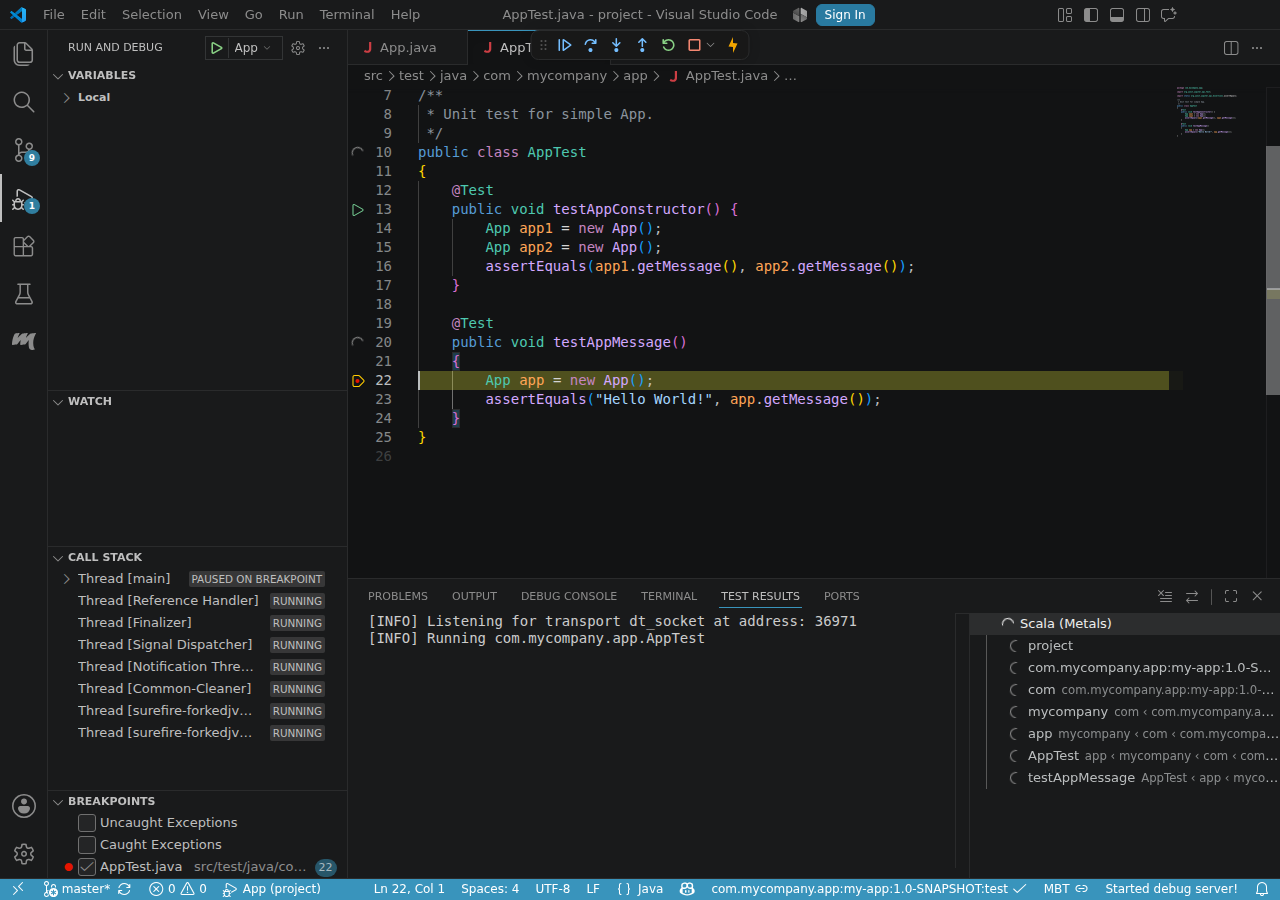 File Edit Selection View Go Run Terminal Help AppTest.java - project - Visual Studio Code Sign In
RUN AND DEBUG App
VARIABLES
Local
WATCH
CALL STACK
Thread [main] PAUSED ON BREAKPOINT
Thread [Reference Handler] RUNNING
Thread [Finalizer] RUNNING
Thread [Signal Dispatcher] RUNNING
Thread [Notification Thre... RUNNING
Thread [Common-Cleaner] RUNNING
Thread [surefire-forkedjv... RUNNING
Thread [surefire-forkedjv... RUNNING
BREAKPOINTS
Uncaught Exceptions
Caught Exceptions
AppTest.java src/test/java/co... 22
9
1
App.java AppT
src test java com mycompany app AppTest.java ...
7 /**
8 * Unit test for simple App.
9 */
10 public class AppTest
11 {
12 @Test
13 public void testAppConstructor() {
14 App app1 = new App();
15 App app2 = new App();
16 assertEquals(app1.getMessage(), app2.getMessage());
17 }
18
19 @Test
20 public void testAppMessage()
21 {
22 App app = new App();
23 assertEquals("Hello World!", app.getMessage());
24 }
25 }
26
PROBLEMS OUTPUT DEBUG CONSOLE TERMINAL TEST RESULTS PORTS
[INFO] Listening for transport dt_socket at address: 36971
[INFO] Running com.mycompany.app.AppTest
Scala (Metals)
project
com.mycompany.app:my-app:1.0-S...
com com.mycompany.app:my-app:1.0-...
mycompany com ‹ com.mycompany.a...
app mycompany ‹ com ‹ com.mycompa...
AppTest app ‹ mycompany ‹ com ‹ com...
testAppMessage AppTest ‹ app ‹ myco...
master* 0 0 App (project) Ln 22, Col 1 Spaces: 4 UTF-8 LF { } Java com.mycompany.app:my-app:1.0-SNAPSHOT:test MBT Started debug server!